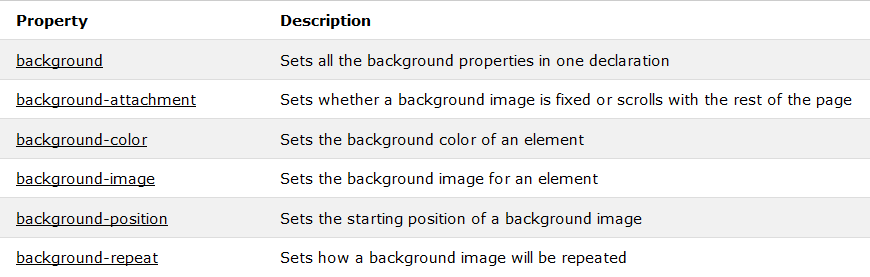 Property Description
background Sets all the background properties in one declaration
background-attachment Sets whether a background image is fixed or scrolls with the rest of the page
background-color Sets the background color of an element
background-image Sets the background image for an element
background-position Sets the starting position of a background image
background-repeat Sets how a background image will be repeated